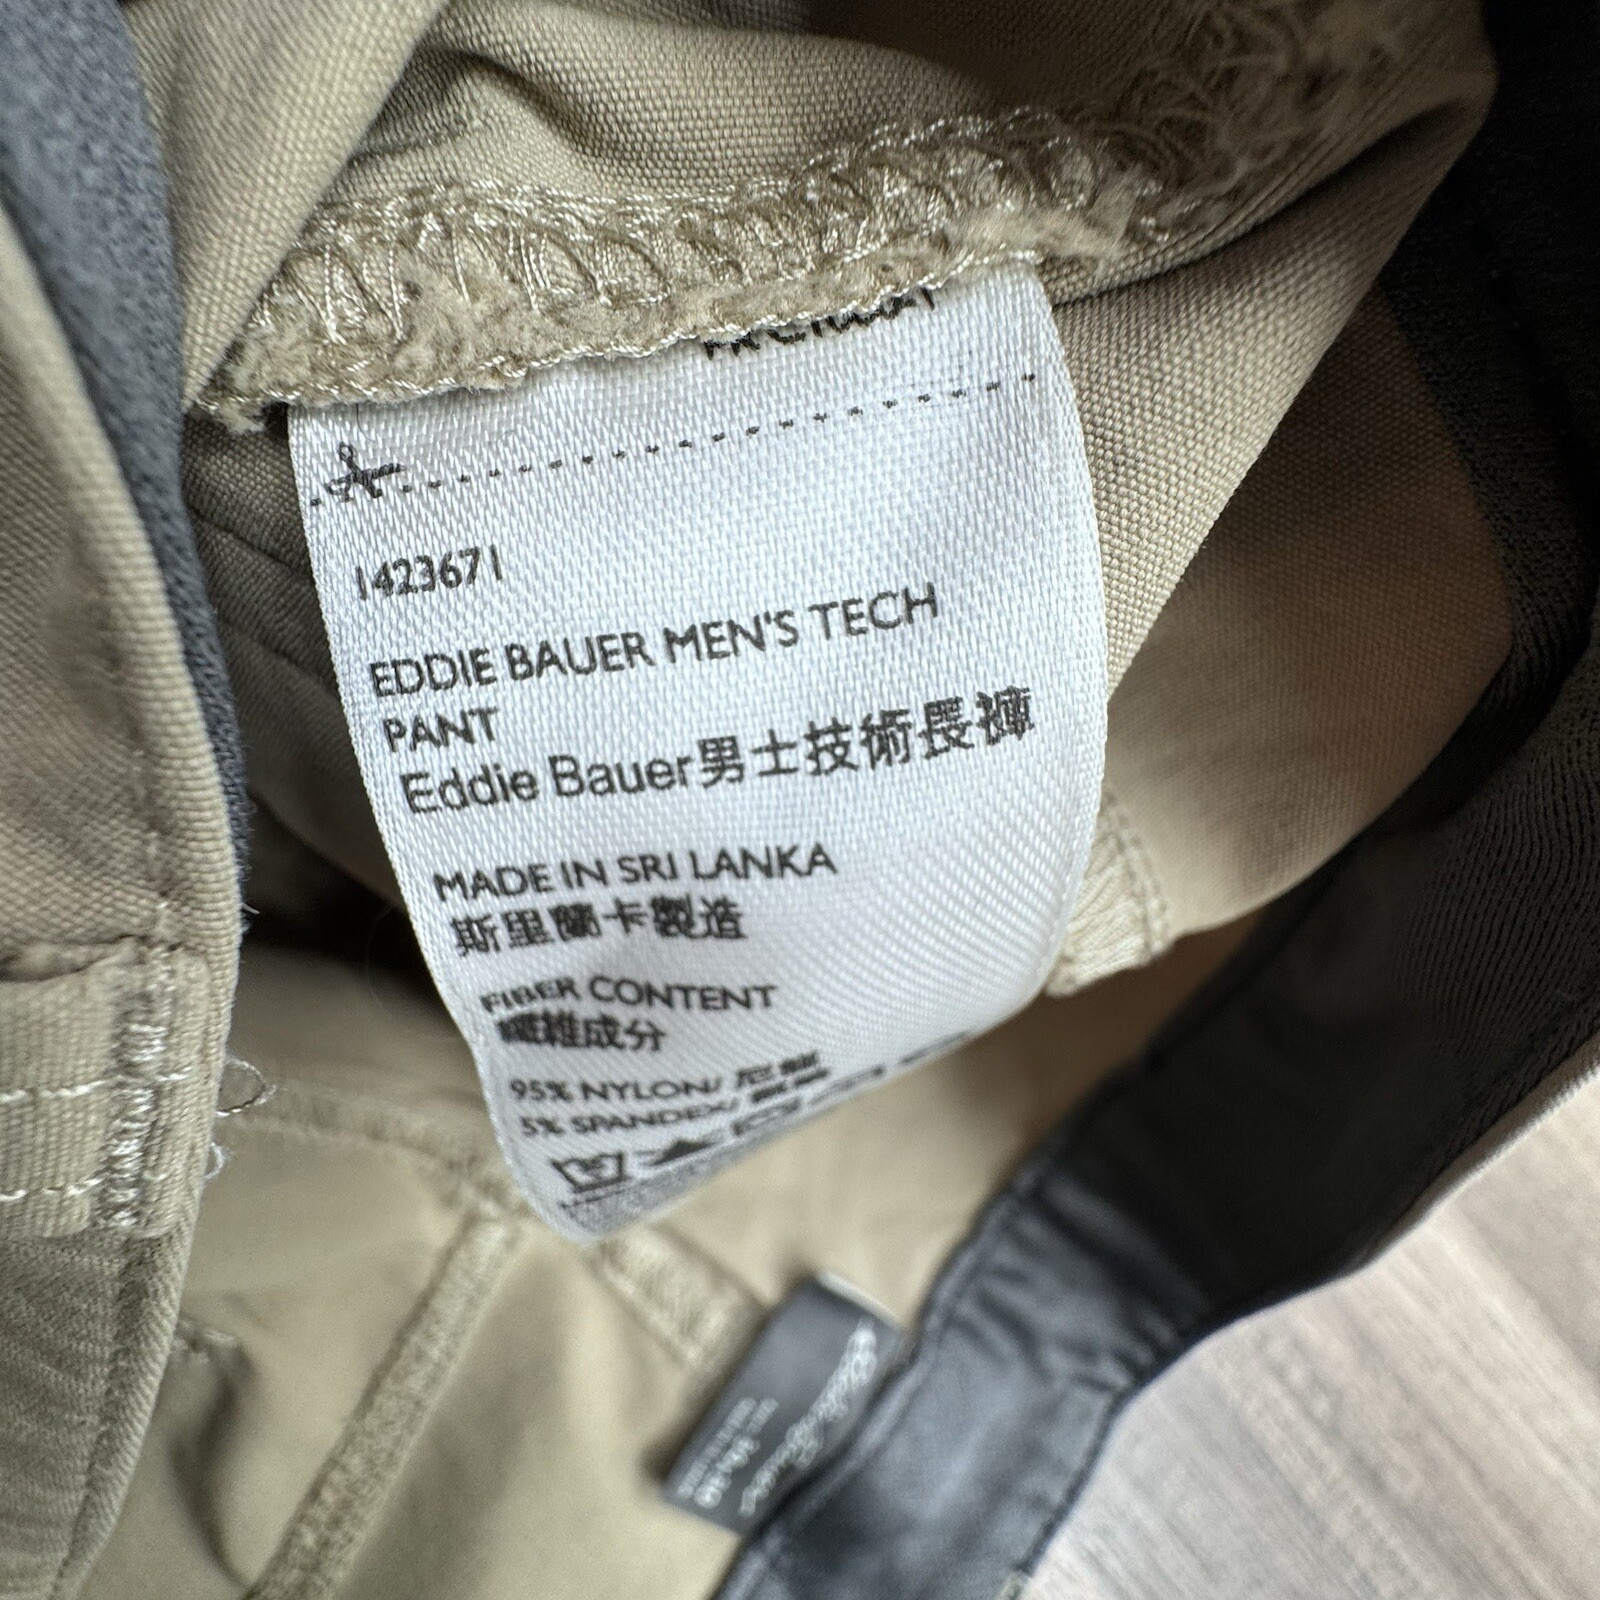 1423671
EDDIE BAUER MEN'S TECH
PANT
Eddie Bauer男士技術長褲
MADE IN SRI LANKA
斯里蘭卡製造
FIBER CONTENT
纖維成分
95% NYLON/ 尼龍
5% SPANDEX/